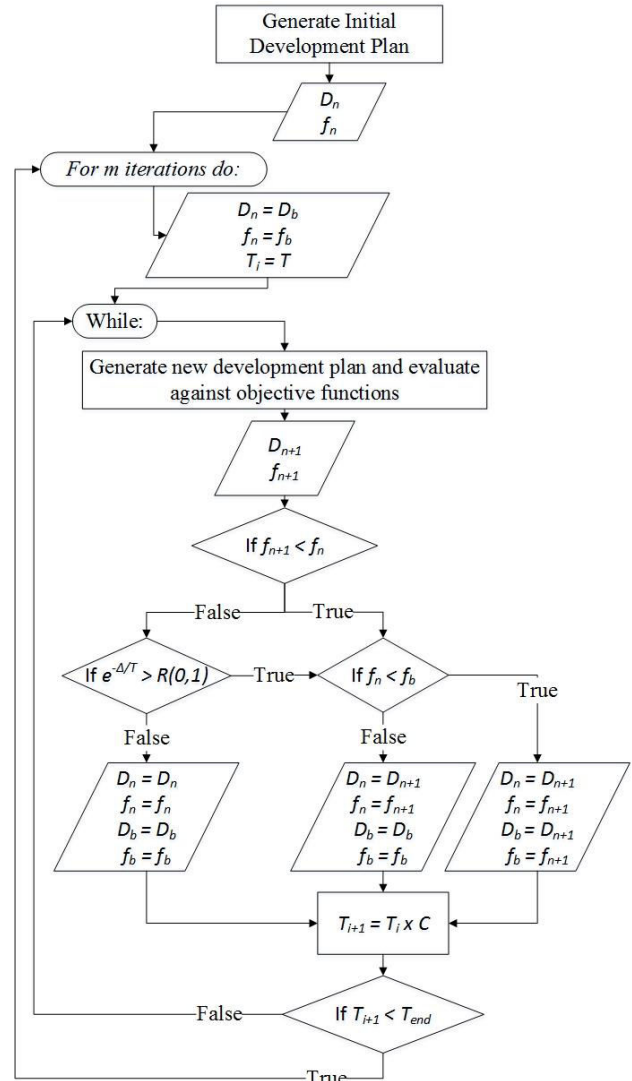 Generate Initial
Development Plan
Dn
fn
For m iterations do:
Dn = Db
fn = fb
Ti = T
While:
Generate new development plan and evaluate
against objective functions
Dn+1
fn+1
If fn+1 < fn
False
True
If e-Δ/T > R(0,1)
True
If fn < fb
True
False
False
Dn = Dn
fn = fn
Db = Db
fb = fb
Dn = Dn+1
fn = fn+1
Db = Db
fb = fb
Dn = Dn+1
fn = fn+1
Db = Dn+1
fb = fn+1
Ti+1 = Ti x C
False
If Ti+1 < Tend
True